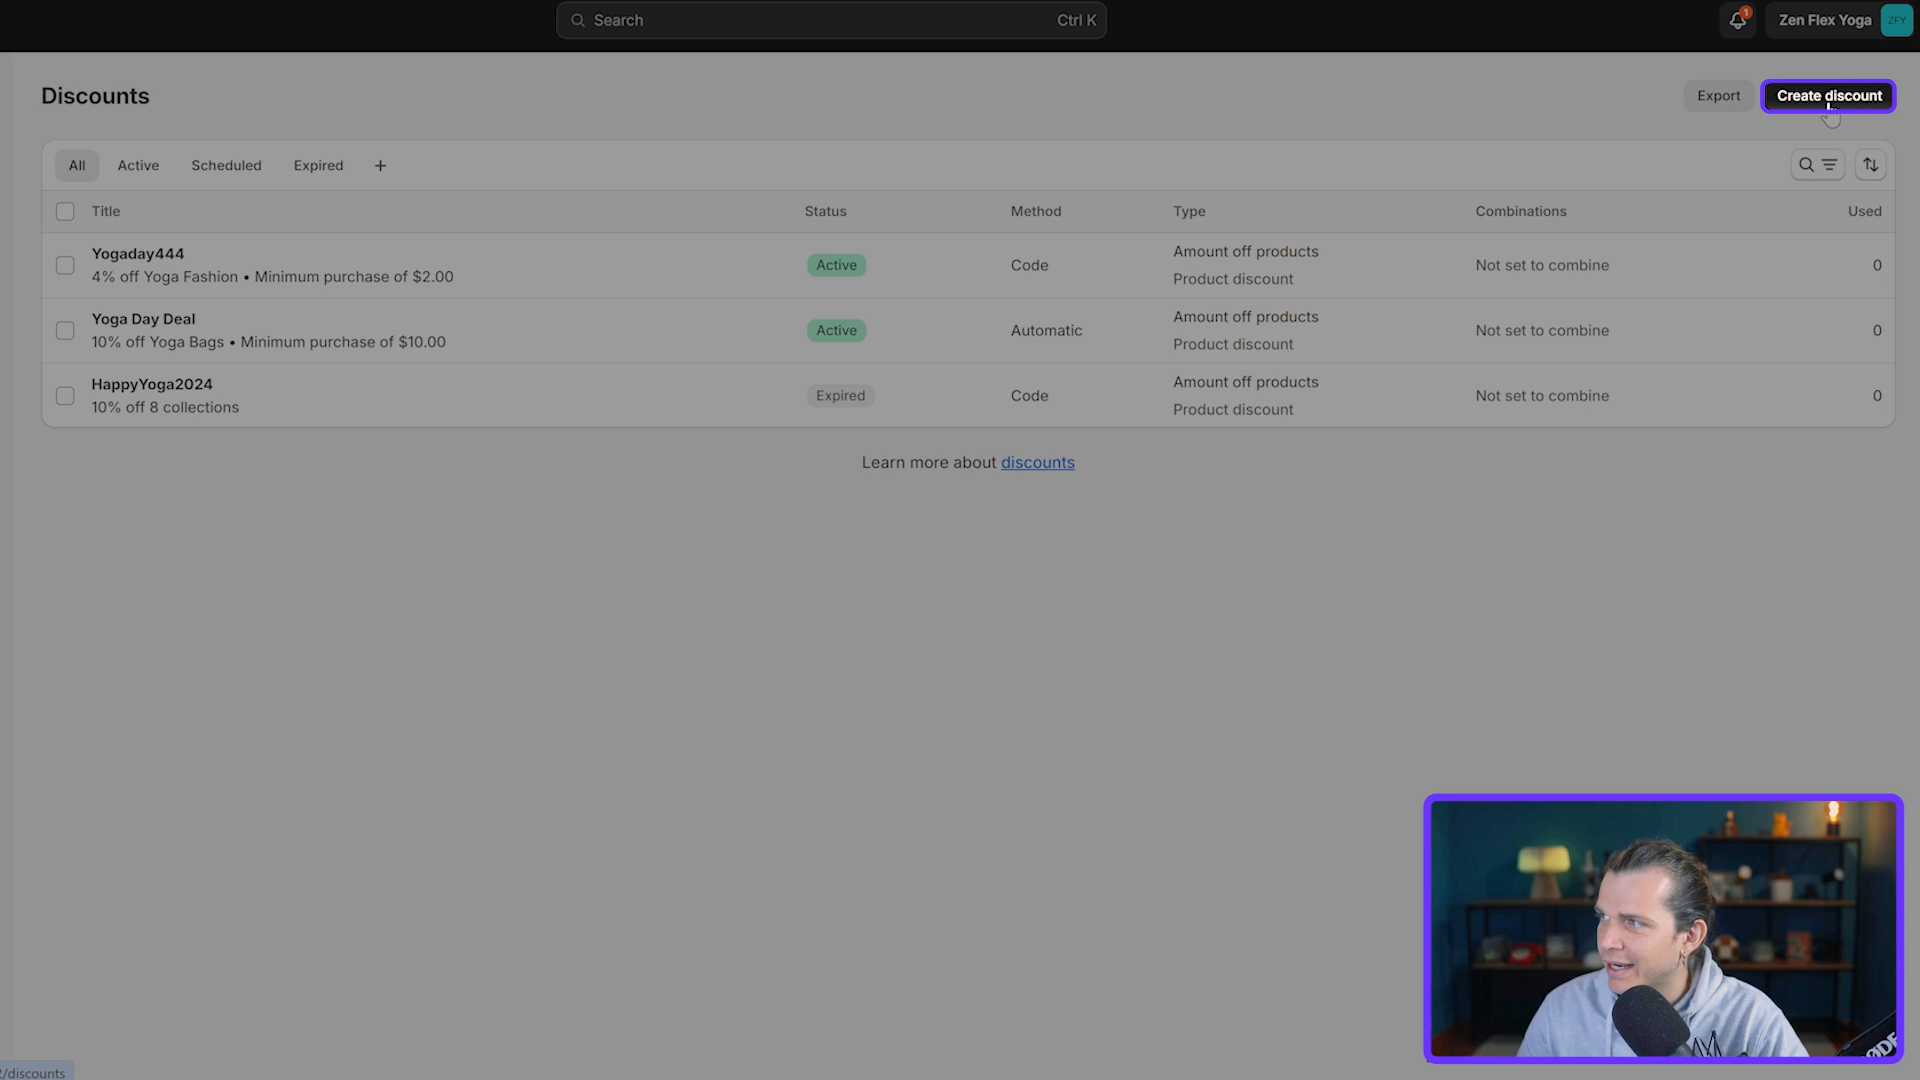 Search
Ctrl K
1
Zen Flex Yoga
ZFY
Discounts
Export
Create discount
All
Active
Scheduled
Expired
Title
Status
Method
Type
Combinations
Used
Yogaday444
4% off Yoga Fashion • Minimum purchase of $2.00
Active
Code
Amount off products
Product discount
Not set to combine
0
Yoga Day Deal
10% off Yoga Bags • Minimum purchase of $10.00
Active
Automatic
Amount off products
Product discount
Not set to combine
0
HappyYoga2024
10% off 8 collections
Expired
Code
Amount off products
Product discount
Not set to combine
0
Learn more about discounts
/discounts